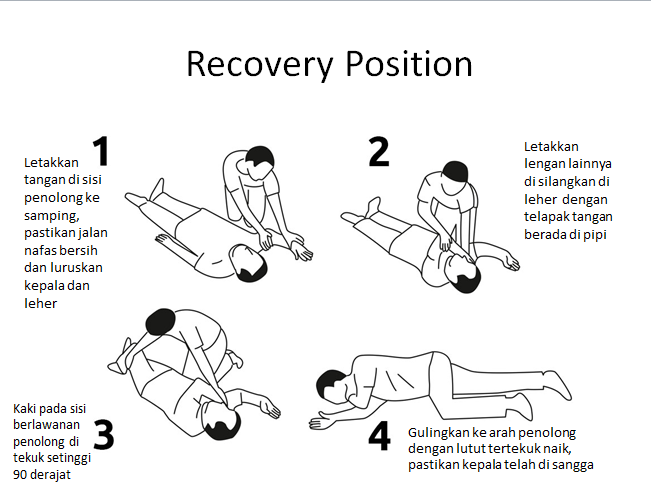 Recovery Position
1
Letakkan
tangan di sisi
penolong ke
samping,
pastikan jalan
nafas bersih
dan luruskan
kepala dan
leher
2
Letakkan
lengan lainnya
di silangkan di
leher dengan
telapak tangan
berada di pipi
3
Kaki pada sisi
berlawanan
penolong di
tekuk setinggi
90 derajat
4
Gulingkan ke arah penolong
dengan lutut tertekuk naik,
pastikan kepala telah di sangga